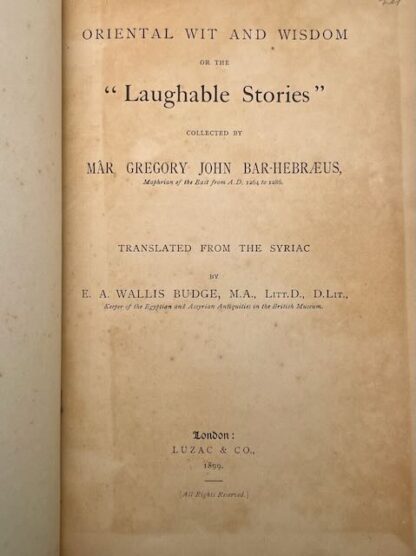 ORIENTAL WIT AND WISDOM
OR THE
“Laughable Stories”
COLLECTED BY
MÂR GREGORY JOHN BAR-HEBRÆUS,
Maphrian of the East from A.D. 1264 to 1286.
TRANSLATED FROM THE SYRIAC
BY
E. A. WALLIS BUDGE, M.A., LITT.D., D.LIT.,
Keeper of the Egyptian and Assyrian Antiquities in the British Museum.
London:
LUZAC & CO.,
1899.
[All Rights Reserved.]